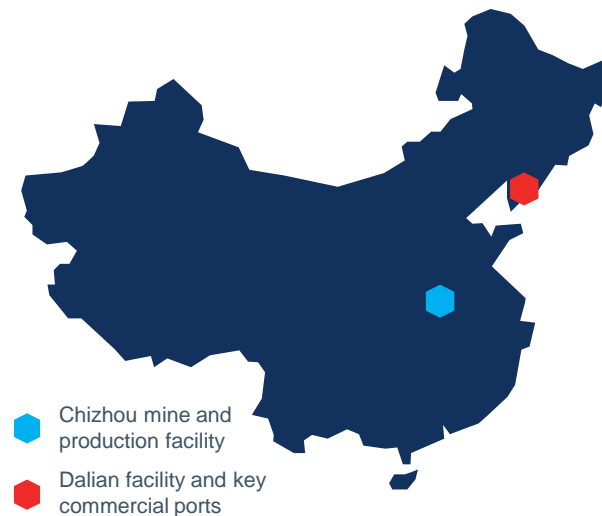 Chizhou mine and
production facility
Dalian facility and key
commercial ports